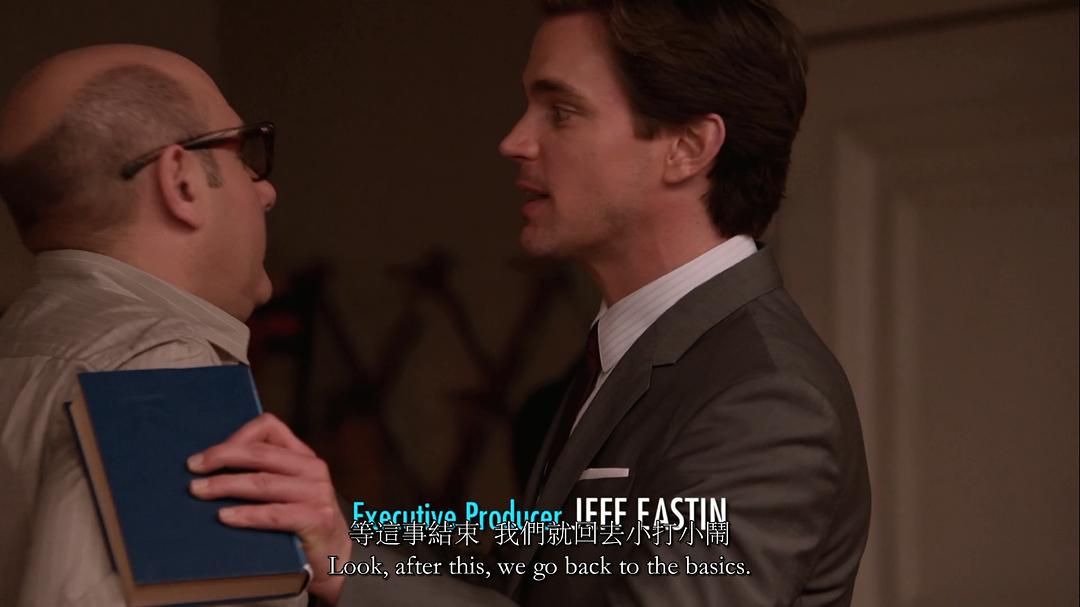 Executive Producer JEFF EASTIN
等這事結束 我們就回去小打小鬧
Look, after this, we go back to the basics.